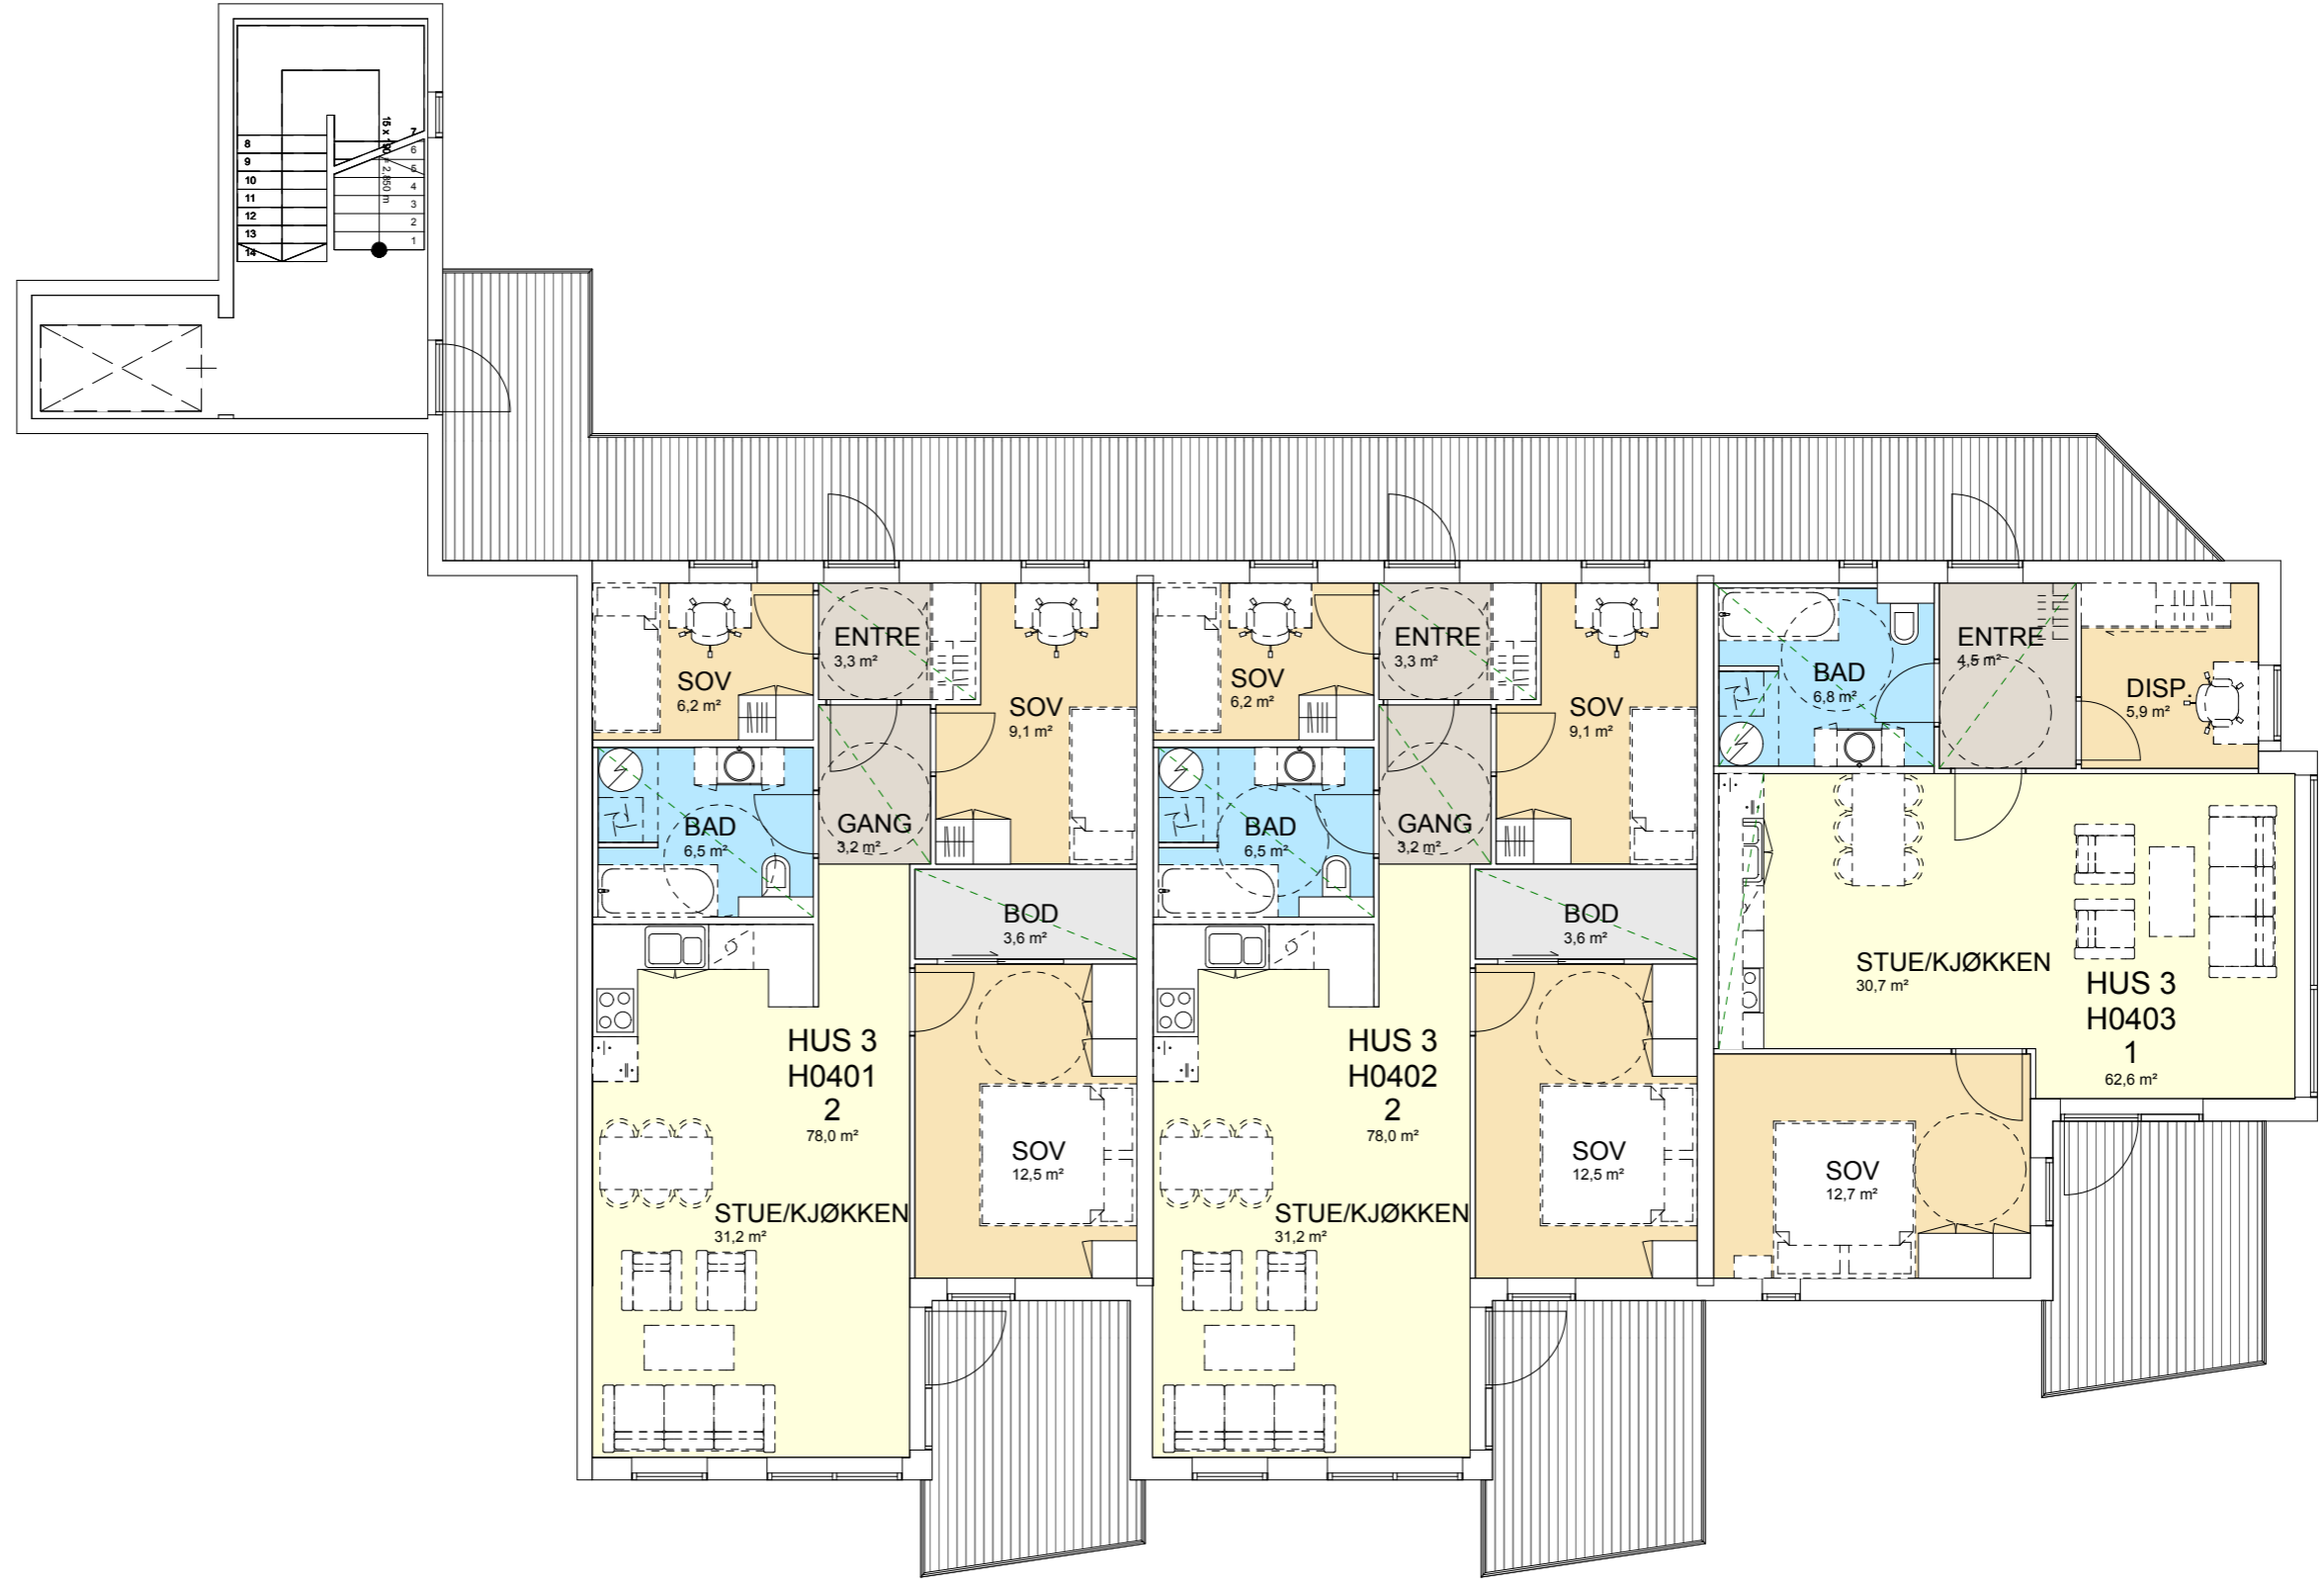 15 x 190 = 2,850 m
7
6
5
4
3
2
1
8
9
10
11
12
13
14
SOV
6,2 m²
ENTRE
3,3 m²
SOV
9,1 m²
BAD
6,5 m²
GANG
3,2 m²
BOD
3,6 m²
HUS 3
H0401
2
78,0 m²
SOV
12,5 m²
STUE/KJØKKEN
31,2 m²
SOV
6,2 m²
ENTRE
3,3 m²
SOV
9,1 m²
BAD
6,5 m²
GANG
3,2 m²
BOD
3,6 m²
HUS 3
H0402
2
78,0 m²
SOV
12,5 m²
STUE/KJØKKEN
31,2 m²
BAD
6,8 m²
ENTRE
4,5 m²
DISP.
5,9 m²
STUE/KJØKKEN
30,7 m²
HUS 3
H0403
1
62,6 m²
SOV
12,7 m²